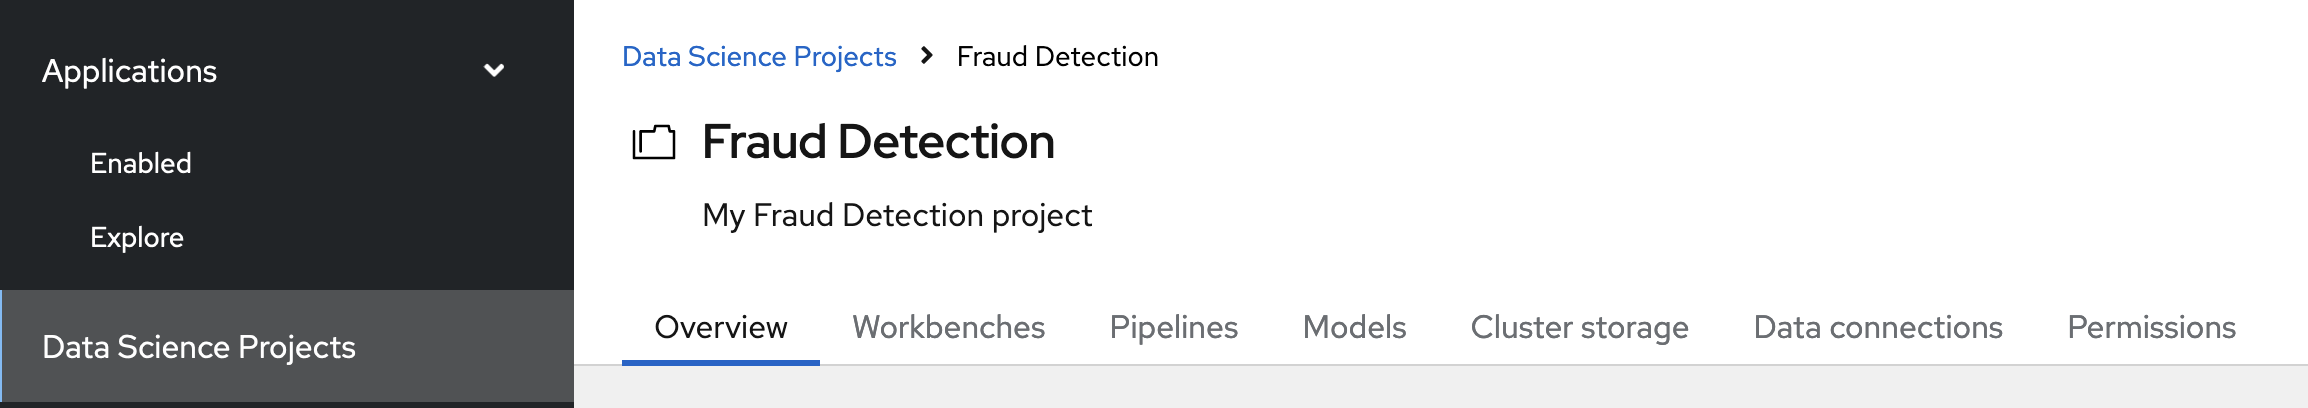 Applications
Enabled
Explore
Data Science Projects
Data Science Projects > Fraud Detection
Fraud Detection
My Fraud Detection project
Overview Workbenches Pipelines Models Cluster storage Data connections Permissions